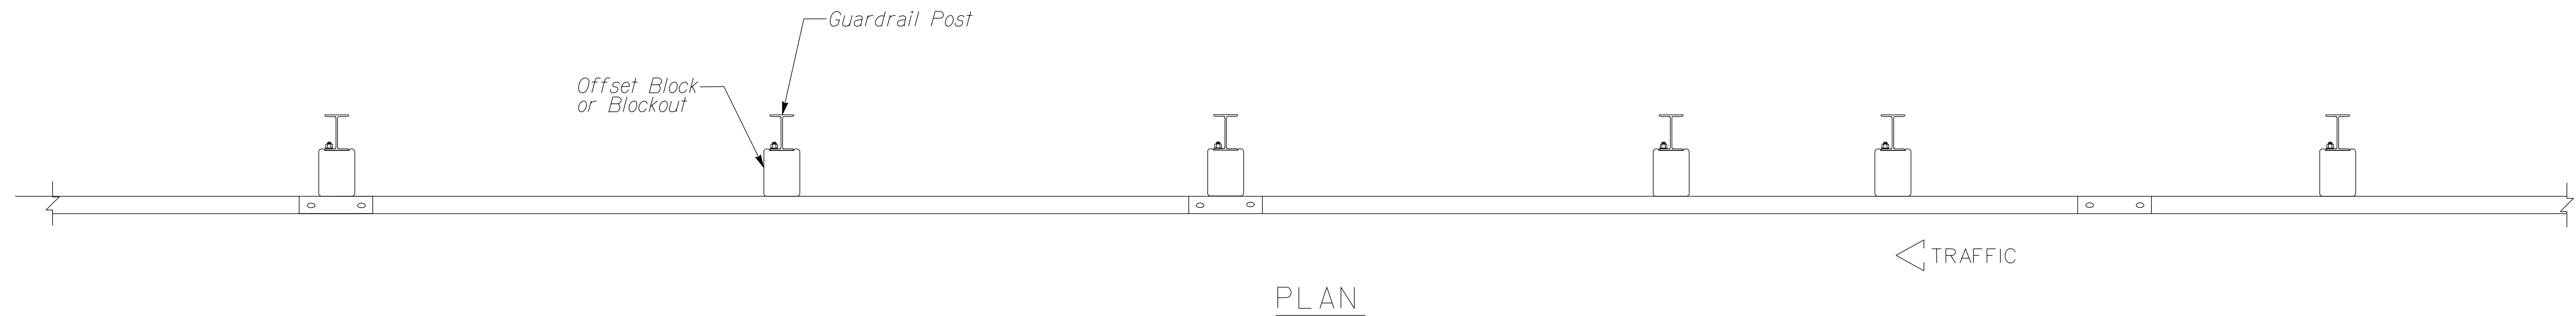 Guardrail Post
Offset Block
or Blockout
TRAFFIC
PLAN